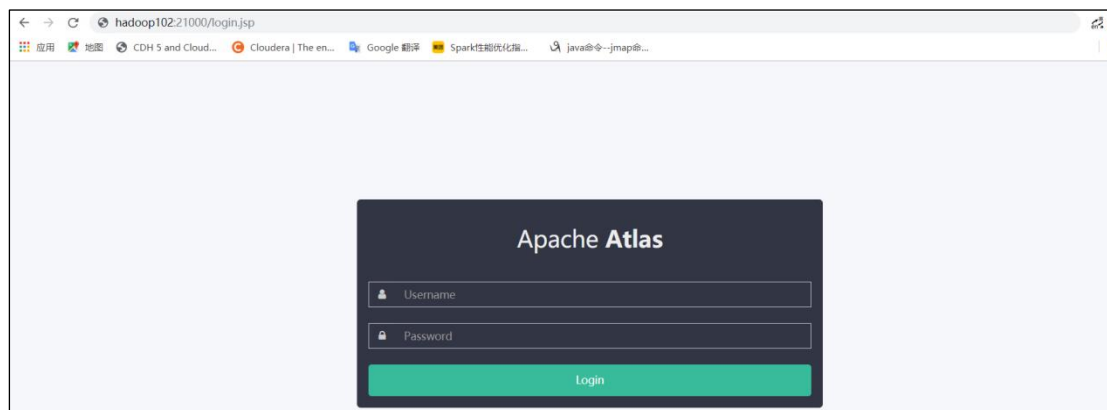 hadoop102:21000/login.jsp
应用 地图 CDH 5 and Cloud... Cloudera | The en... Google 翻译 Spark性能优化指... java命令--jmap命...
Apache Atlas
Username
Password
Login